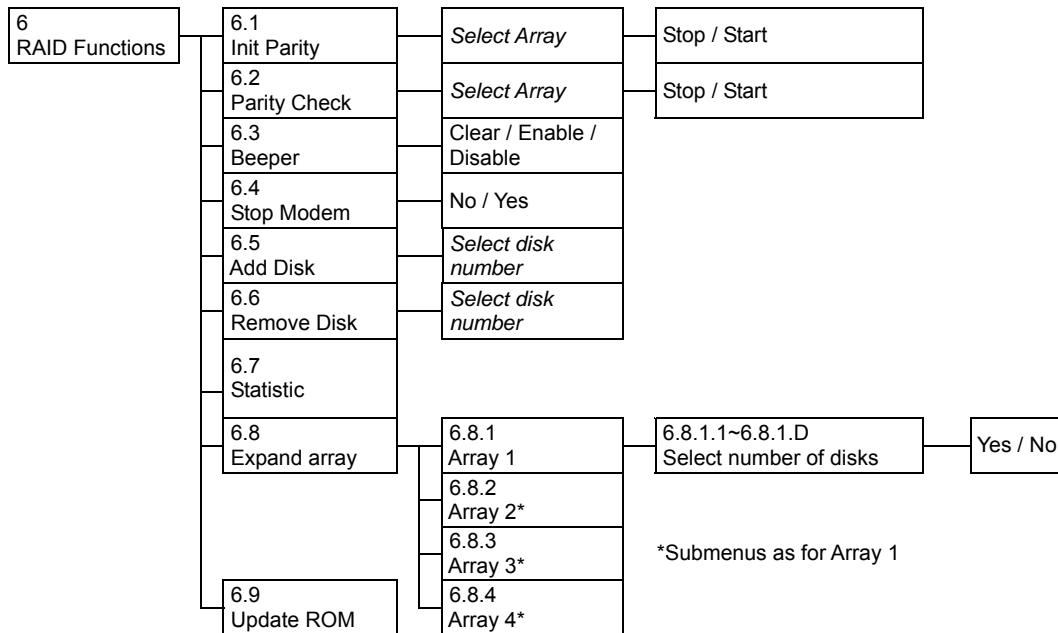 6
RAID Functions
6.1
Init Parity
Select Array
Stop / Start
6.2
Parity Check
Select Array
Stop / Start
6.3
Beeper
Clear / Enable /
Disable
6.4
Stop Modem
No / Yes
6.5
Add Disk
Select disk
number
6.6
Remove Disk
Select disk
number
6.7
Statistic
6.8
Expand array
6.8.1
Array 1
6.8.1.1~6.8.1.D
Select number of disks
Yes / No
6.8.2
Array 2*
6.8.3
Array 3*
*Submenus as for Array 1
6.9
Update ROM
6.8.4
Array 4*